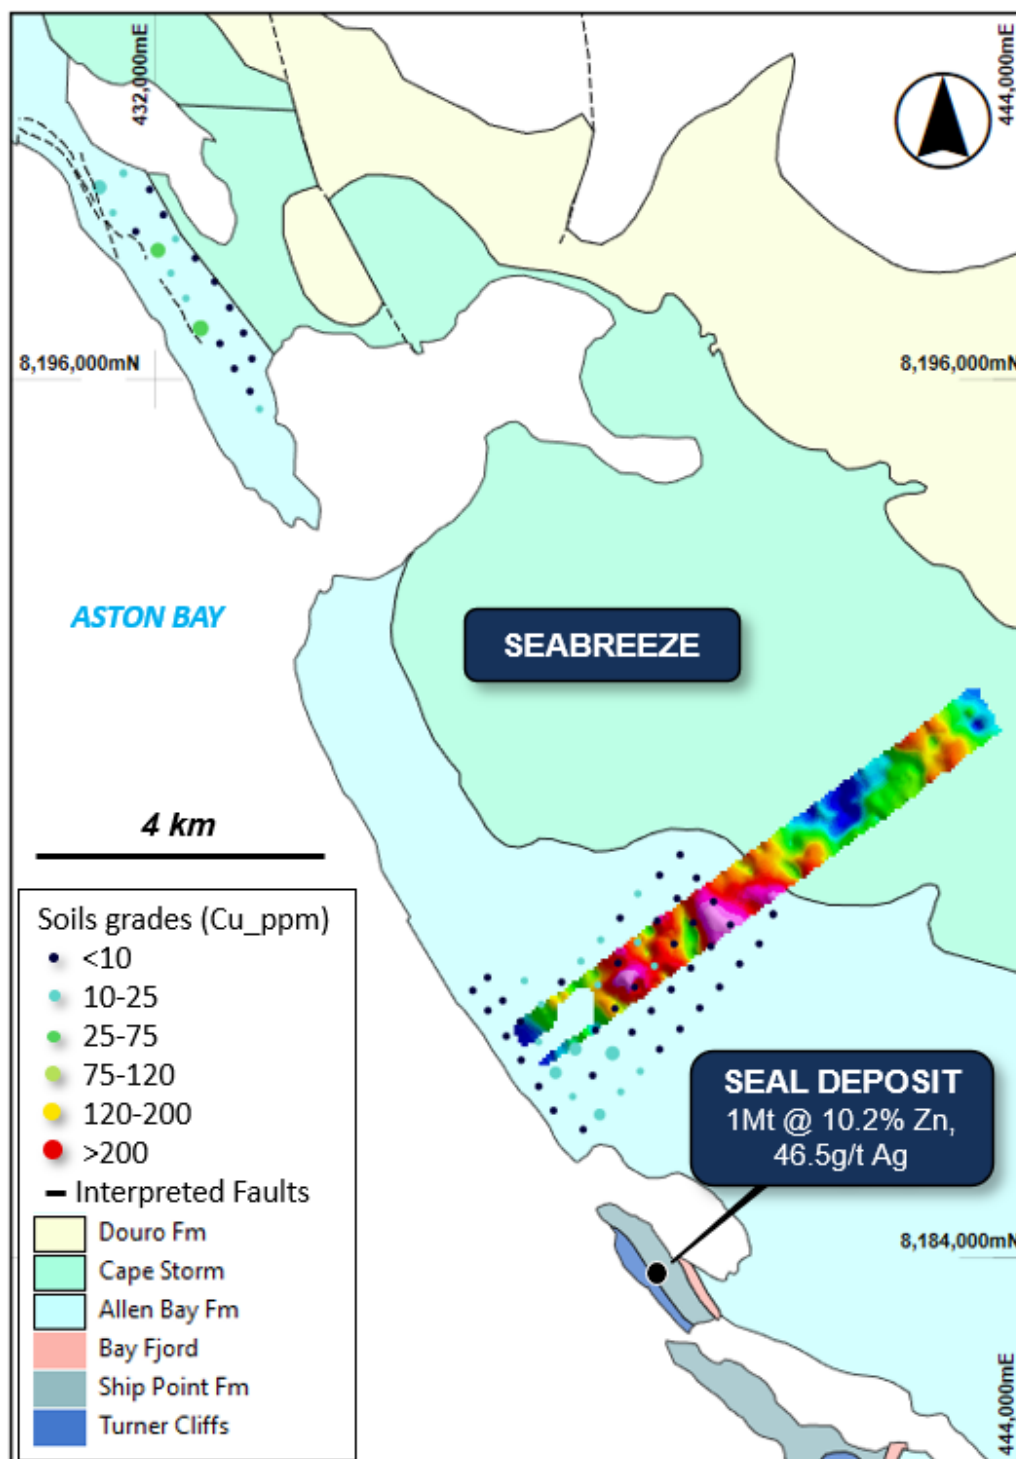 432,000mE
444,000mE
8,196,000mN
8,196,000mN
ASTON BAY
SEABREEZE
4 km
Soils grades (Cu_ppm)
<10
10-25
25-75
75-120
120-200
>200
Interpreted Faults
Douro Fm
Cape Storm
Allen Bay Fm
Bay Fjord
Ship Point Fm
Turner Cliffs
SEAL DEPOSIT
1Mt @ 10.2% Zn,
46.5g/t Ag
8,184,000mN
444,000mE